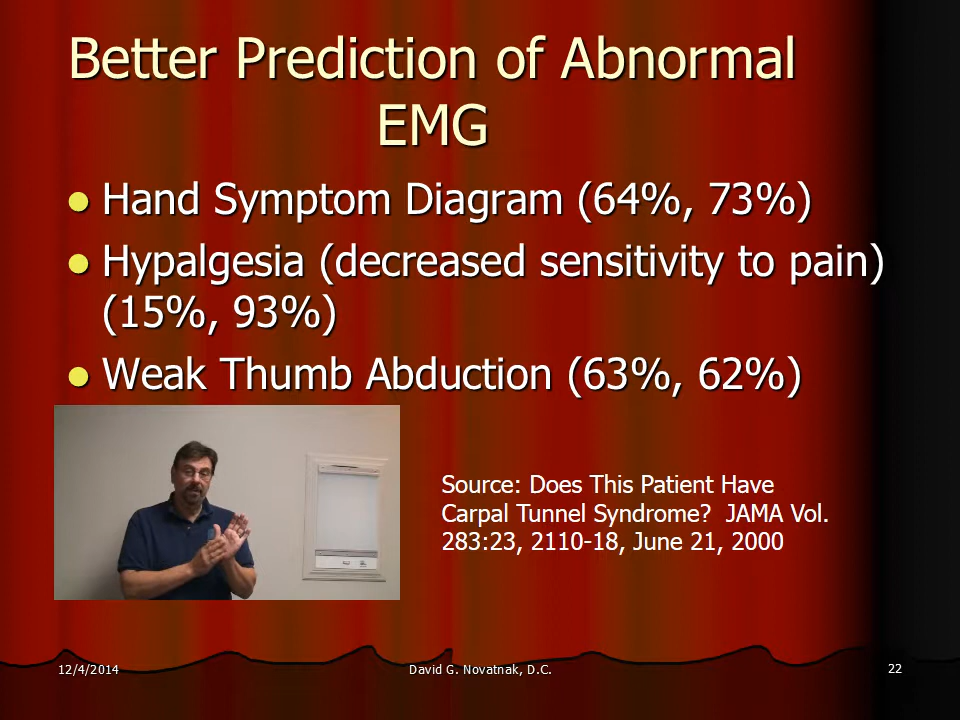 Better Prediction of Abnormal
EMG
Hand Symptom Diagram (64%, 73%)
Hypalgesia (decreased sensitivity to pain)
(15%, 93%)
Weak Thumb Abduction (63%, 62%)
Source: Does This Patient Have
Carpal Tunnel Syndrome? JAMA Vol.
283:23, 2110-18, June 21, 2000
12/4/2014
David G. Novatnak, D.C.
22